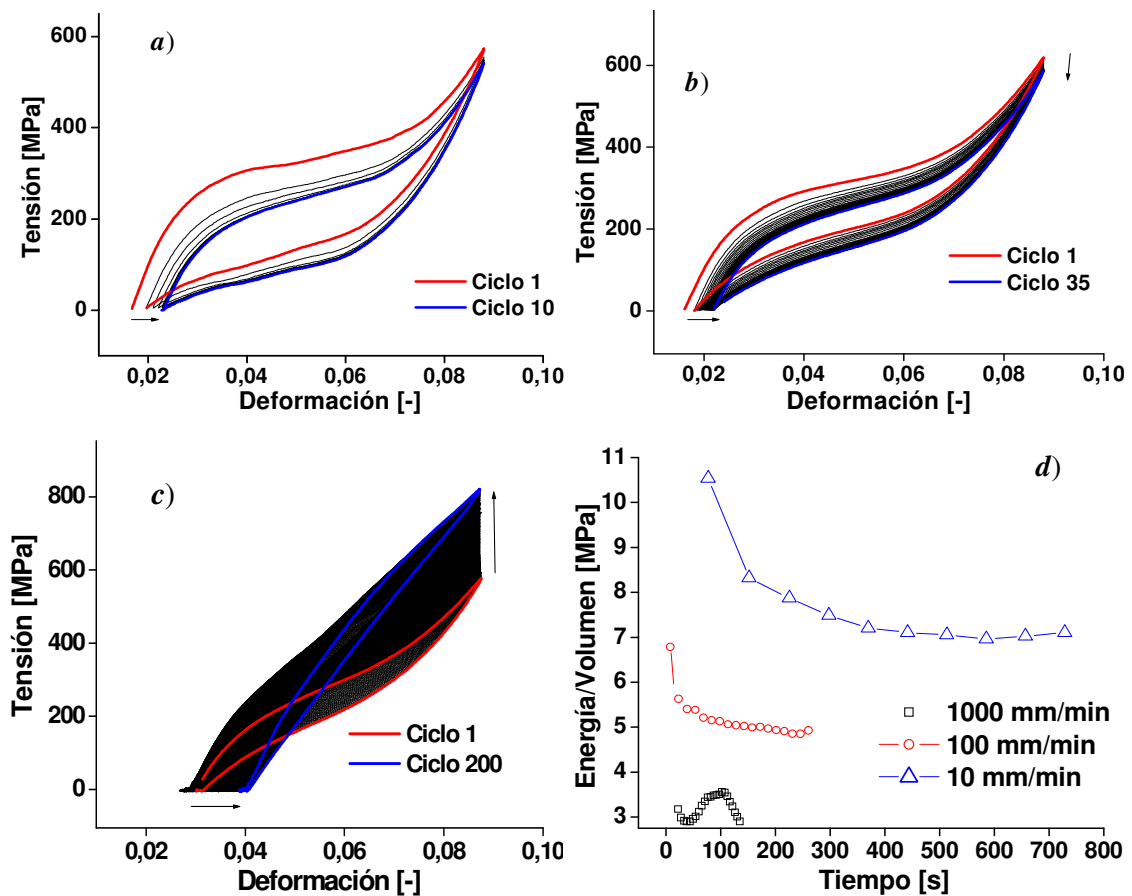 a)
600
400
200
0
Tensión [MPa]
Ciclo 1
Ciclo 10
0,02 0,04 0,06 0,08 0,10
Deformación [-]
b)
600
400
200
0
Tensión [MPa]
Ciclo 1
Ciclo 35
0,02 0,04 0,06 0,08 0,10
Deformación [-]
c)
800
600
400
200
0
Tensión [MPa]
Ciclo 1
Ciclo 200
0,02 0,04 0,06 0,08 0,10
Deformación [-]
d)
11
10
9
8
7
6
5
4
3
Energía/Volumen [MPa]
1000 mm/min
100 mm/min
10 mm/min
0 100 200 300 400 500 600 700 800
Tiempo [s]